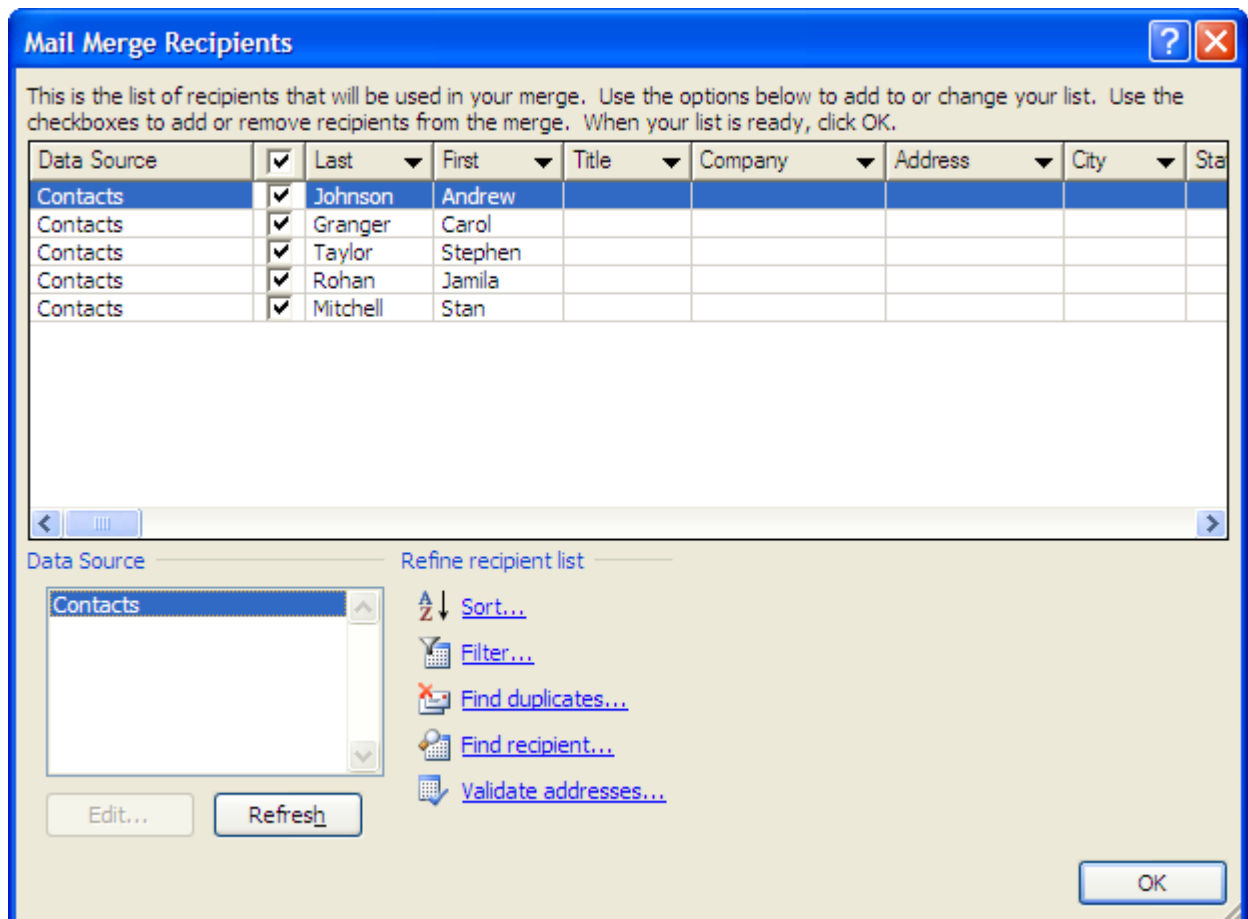 Mail Merge Recipients
This is the list of recipients that will be used in your merge. Use the options below to add to or change your list. Use the
checkboxes to add or remove recipients from the merge. When your list is ready, click OK.
Data Source Last First Title Company Address City Sta
Contacts Johnson Andrew
Contacts Granger Carol
Contacts Taylor Stephen
Contacts Rohan Jamila
Contacts Mitchell Stan
Data Source
Contacts
Edit...
Refresh
Refine recipient list
Sort...
Filter...
Find duplicates...
Find recipient...
Validate addresses...
OK